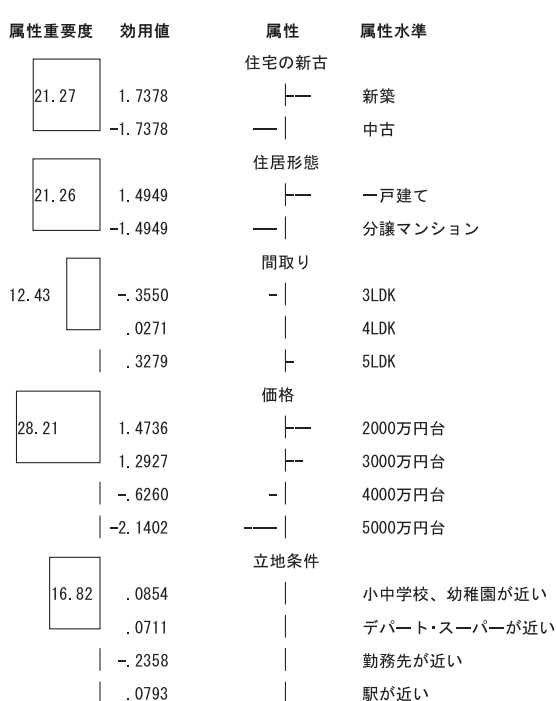 属性重要度 効用値 属性 属性水準
住宅の新古
21.27 1.7378 新築
-1.7378 中古
住居形態
21.26 1.4949 一戸建て
-1.4949 分譲マンション
間取り
12.43 -.3550 3LDK
.0271 4LDK
.3279 5LDK
価格
28.21 1.4736 2000万円台
1.2927 3000万円台
-.6260 4000万円台
-2.1402 5000万円台
立地条件
16.82 .0854 小中学校、幼稚園が近い
.0711 デパート・スーパーが近い
-.2358 勤務先が近い
.0793 駅が近い